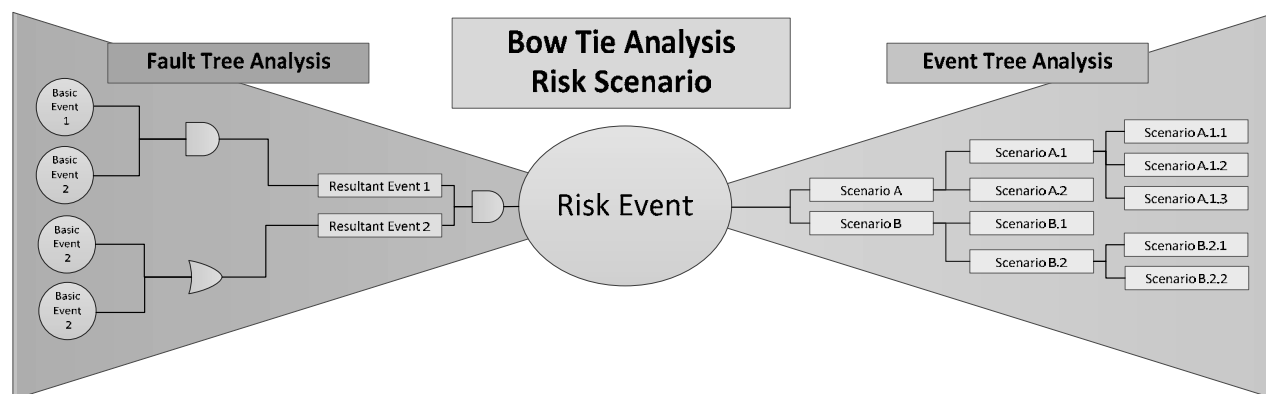 Bow Tie Analysis
Risk Scenario
Fault Tree Analysis
Basic
Event
1
Basic
Event
2
Basic
Event
2
Basic
Event
2
Resultant Event 1
Resultant Event 2
Risk Event
Event Tree Analysis
Scenario A
Scenario B
Scenario A.1
Scenario A.2
Scenario B.1
Scenario B.2
Scenario A.1.1
Scenario A.1.2
Scenario A.1.3
Scenario B.2.1
Scenario B.2.2